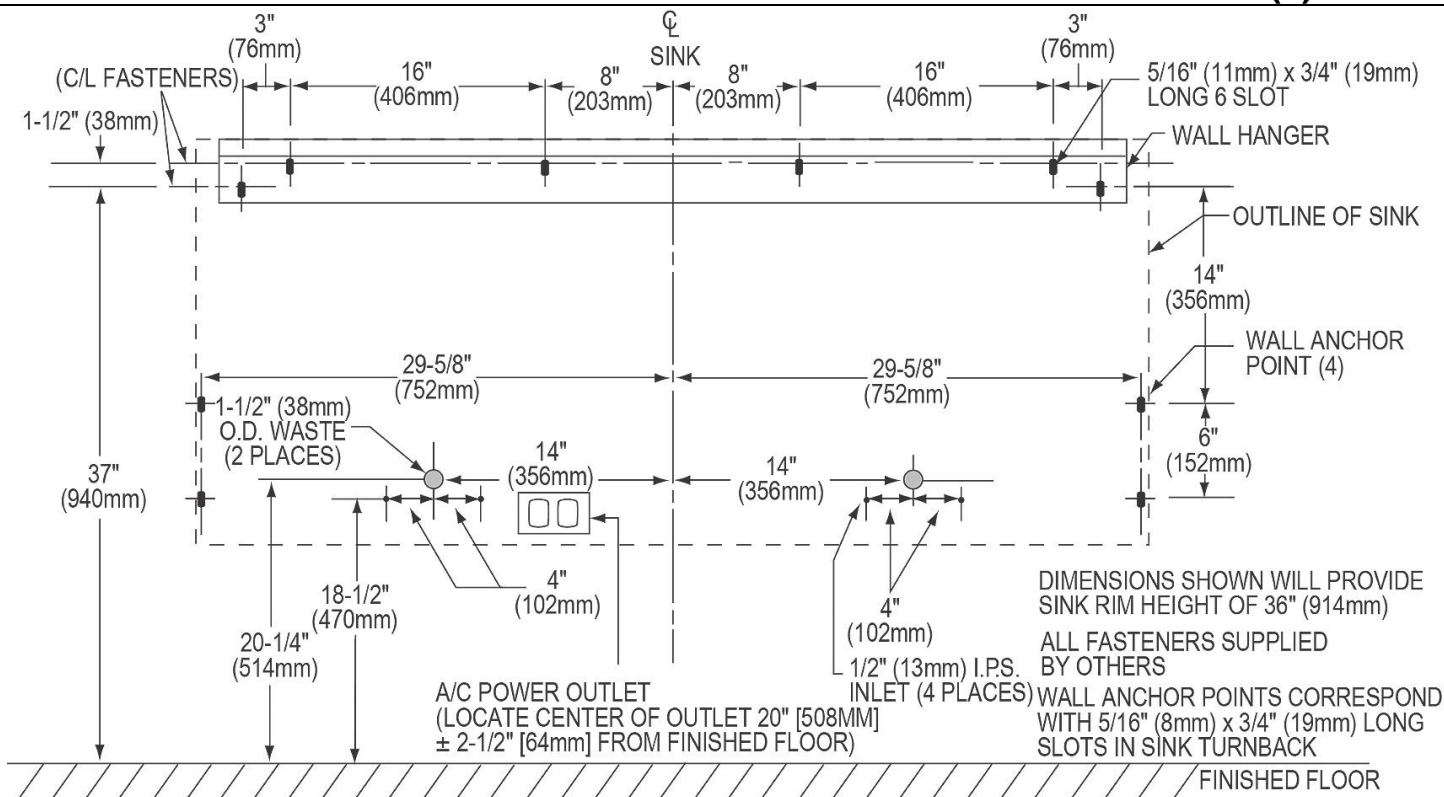 ℄
SINK
3"
(76mm)
3"
(76mm)
(C/L FASTENERS)
16"
(406mm)
8"
(203mm)
8"
(203mm)
16"
(406mm)
5/16" (11mm) x 3/4" (19mm)
LONG 6 SLOT
1-1/2" (38mm)
WALL HANGER
OUTLINE OF SINK
14"
(356mm)
WALL ANCHOR
POINT (4)
29-5/8"
(752mm)
29-5/8"
(752mm)
1-1/2" (38mm)
O.D. WASTE
(2 PLACES)
14"
(356mm)
14"
(356mm)
6"
(152mm)
37"
(940mm)
4"
(102mm)
18-1/2"
(470mm)
20-1/4"
(514mm)
4"
(102mm)
1/2" (13mm) I.P.S.
INLET (4 PLACES)
A/C POWER OUTLET
(LOCATE CENTER OF OUTLET 20" [508MM]
± 2-1/2" [64mm] FROM FINISHED FLOOR)
DIMENSIONS SHOWN WILL PROVIDE
SINK RIM HEIGHT OF 36" (914mm)
ALL FASTENERS SUPPLIED
BY OTHERS
WALL ANCHOR POINTS CORRESPOND
WITH 5/16" (8mm) x 3/4" (19mm) LONG
SLOTS IN SINK TURNBACK
FINISHED FLOOR